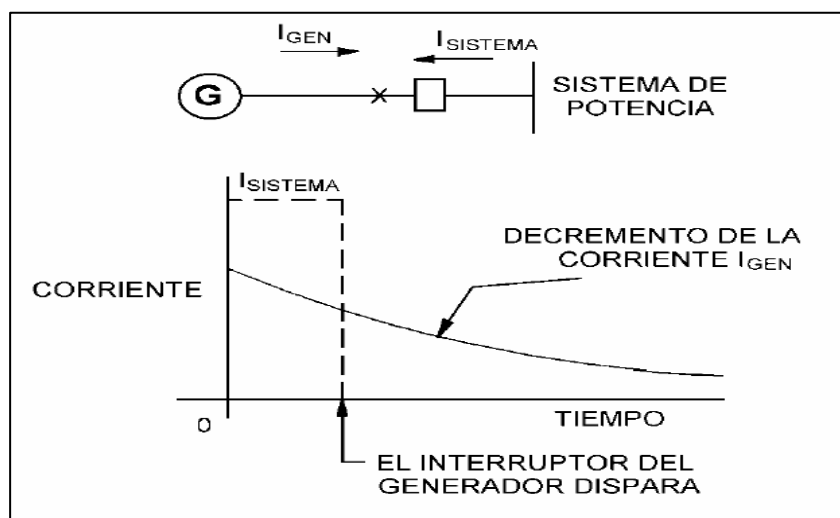 IGEN
ISISTEMA
G
SISTEMA DE
POTENCIA
ISISTEMA
DECREMENTO DE LA
CORRIENTE IGEN
CORRIENTE
0
TIEMPO
EL INTERRUPTOR DEL
GENERADOR DISPARA